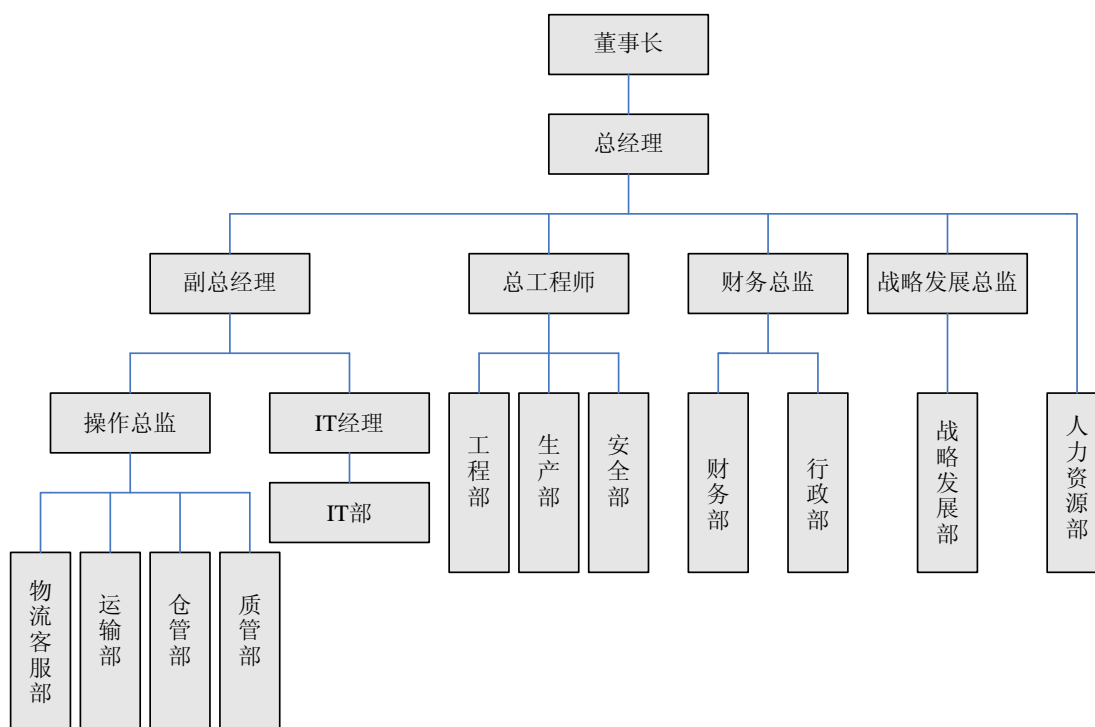 董事长
总经理
副总经理
总工程师
财务总监
战略发展总监
操作总监
IT经理
工程部
生产部
安全部
财务部
行政部
战略发展部
人力资源部
IT部
物流客服部
运输部
仓管部
质管部